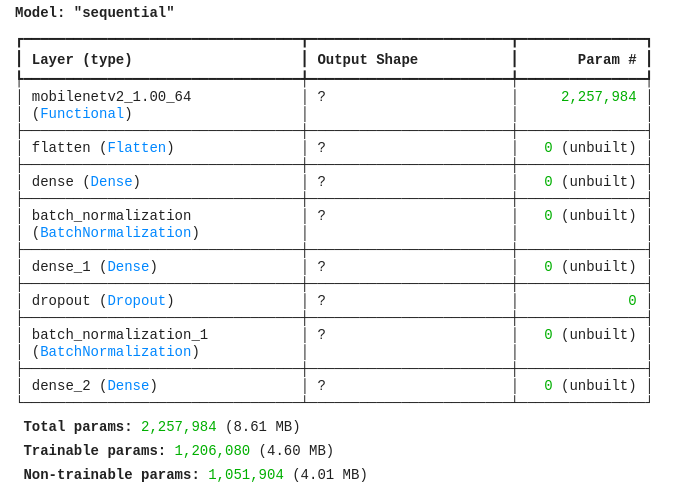 Model: "sequential"
Layer (type) Output Shape Param #
mobilenetv2_1.00_64 ? 2,257,984
(Functional)
flatten (Flatten) ? 0 (unbuilt)
dense (Dense) ? 0 (unbuilt)
batch_normalization ? 0 (unbuilt)
(BatchNormalization)
dense_1 (Dense) ? 0 (unbuilt)
dropout (Dropout) ? 0
batch_normalization_1 ? 0 (unbuilt)
(BatchNormalization)
dense_2 (Dense) ? 0 (unbuilt)
Total params: 2,257,984 (8.61 MB)
Trainable params: 1,206,080 (4.60 MB)
Non-trainable params: 1,051,904 (4.01 MB)